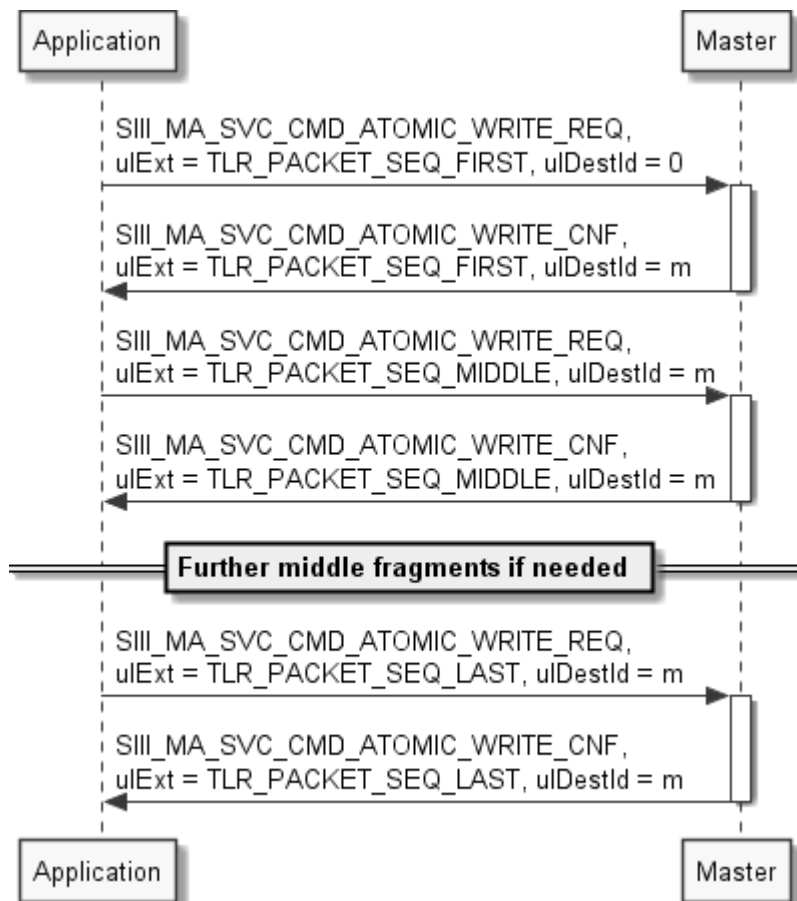 Application
Master
SIII_MA_SVC_CMD_ATOMIC_WRITE_REQ,
ulExt = TLR_PACKET_SEQ_FIRST, ulDestId = 0
SIII_MA_SVC_CMD_ATOMIC_WRITE_CNF,
ulExt = TLR_PACKET_SEQ_FIRST, ulDestId = m
SIII_MA_SVC_CMD_ATOMIC_WRITE_REQ,
ulExt = TLR_PACKET_SEQ_MIDDLE, ulDestId = m
SIII_MA_SVC_CMD_ATOMIC_WRITE_CNF,
ulExt = TLR_PACKET_SEQ_MIDDLE, ulDestId = m
Further middle fragments if needed
SIII_MA_SVC_CMD_ATOMIC_WRITE_REQ,
ulExt = TLR_PACKET_SEQ_LAST, ulDestId = m
SIII_MA_SVC_CMD_ATOMIC_WRITE_CNF,
ulExt = TLR_PACKET_SEQ_LAST, ulDestId = m
Application
Master